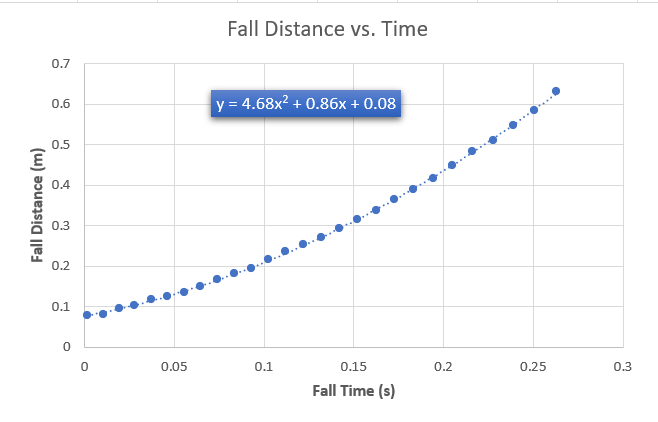 Fall Distance vs. Time
0.7
0.6
0.5
0.4
0.3
0.2
0.1
0
y = 4.68x² + 0.86x + 0.08
Fall Distance (m)
0 0.05 0.1 0.15 0.2 0.25 0.3
Fall Time (s)